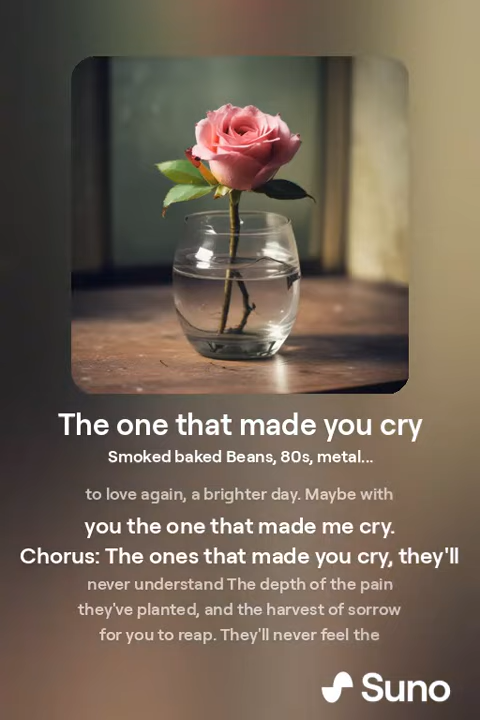 The one that made you cry
Smoked baked Beans, 80s, metal...
to love again, a brighter day. Maybe with
you the one that made me cry.
Chorus: The ones that made you cry, they'll
never understand The depth of the pain
they've planted, and the harvest of sorrow
for you to reap. They'll never feel the
Suno